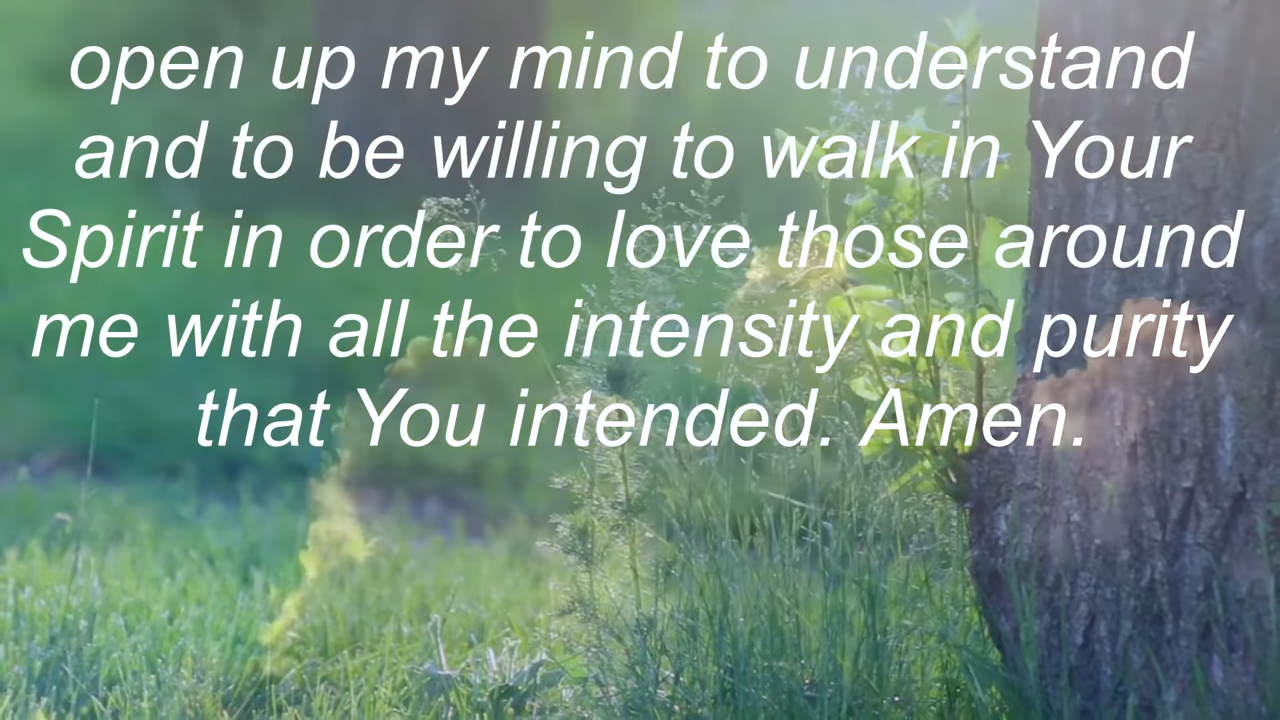 open up my mind to understand
and to be willing to walk in Your
Spirit in order to love those around
me with all the intensity and purity
that You intended. Amen.